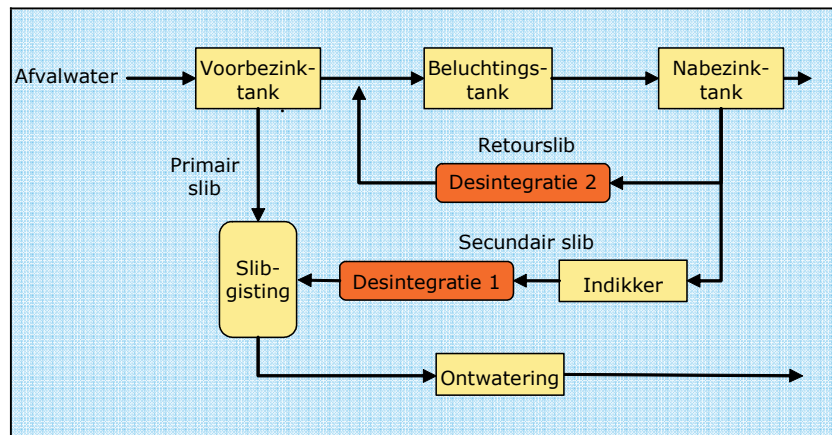 Afvalwater
Voorbezink-
tank
Beluchtings-
tank
Nabezink-
tank
Retourslib
Primair
slib
Desintegratie 2
Secundair slib
Slib-
gisting
Desintegratie 1
Indikker
Ontwatering